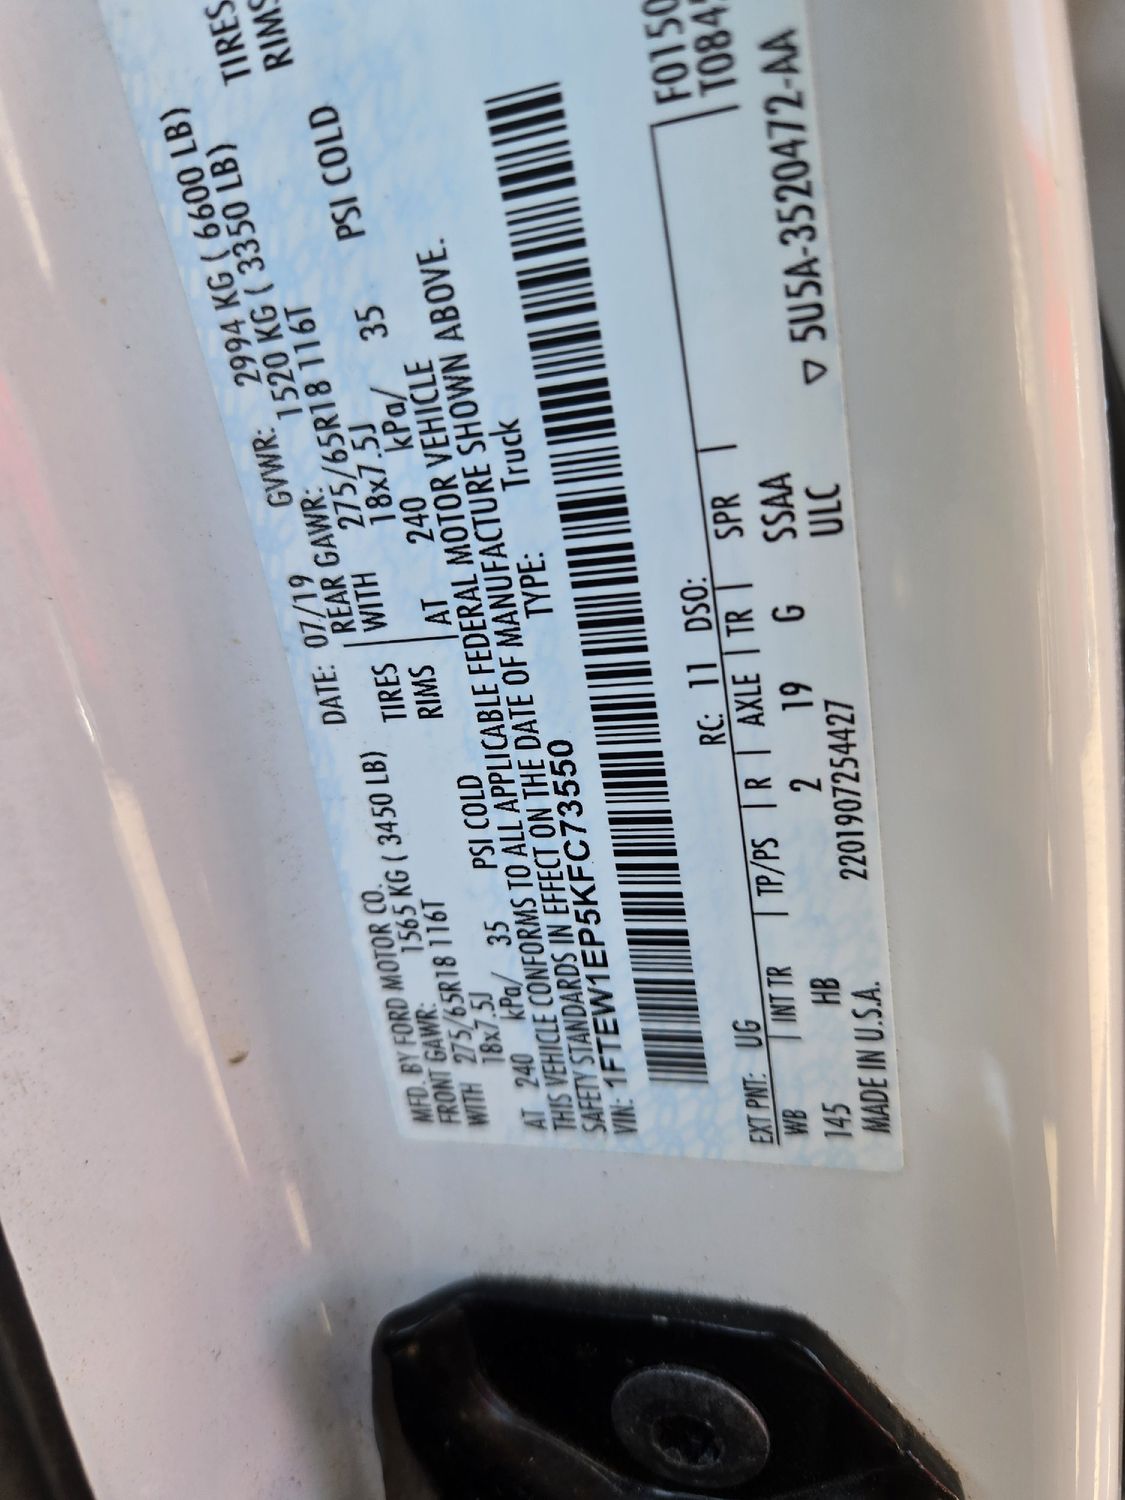 MFD. BY FORD MOTOR CO. DATE: 07/19 GVWR: 2994 KG ( 6600 LB)
FRONT GAWR: 1565 KG ( 3450 LB) REAR GAWR: 1520 KG ( 3350 LB)
WITH 275/65R18 116T TIRES WITH 275/65R18 116T TIRES
18x7.5J RIMS 18x7.5J RIMS
AT 240 kPa/ 35 PSI COLD AT 240 kPa/ 35 PSI COLD
THIS VEHICLE CONFORMS TO ALL APPLICABLE FEDERAL MOTOR VEHICLE
SAFETY STANDARDS IN EFFECT ON THE DATE OF MANUFACTURE SHOWN ABOVE.
VIN: 1FTEW1EP5KFC73550 TYPE: Truck
F0150
EXT PNT: UG RC: 11 DSO:
WB INT TR TP/PS R AXLE TR SPR
145 HB 2 19 G SSAA
MADE IN U.S.A. 2201907254427 ULC ▽ 5U5A-3520472-AA